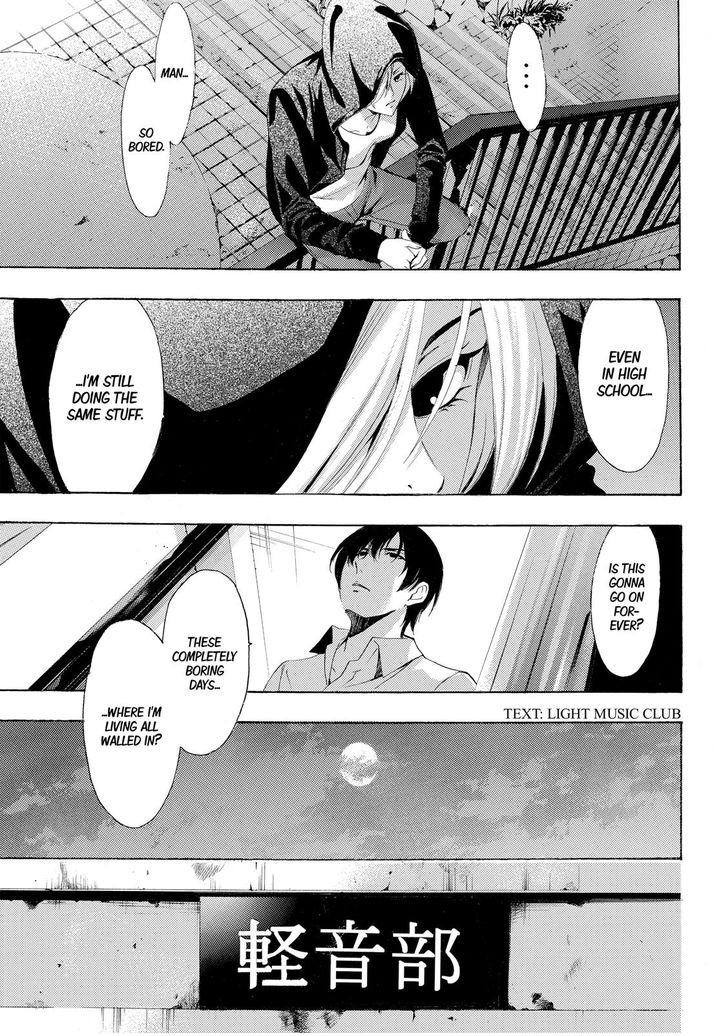 ...
MAN...
SO
BORED.
EVEN
IN HIGH
SCHOOL...
...I'M STILL
DOING THE
SAME STUFF.
IS THIS
GONNA
GO ON
FOR-
EVER?
THESE
COMPLETELY
BORING
DAYS...
...WHERE I'M
LIVING ALL
WALLED IN?
TEXT: LIGHT MUSIC CLUB
軽音部